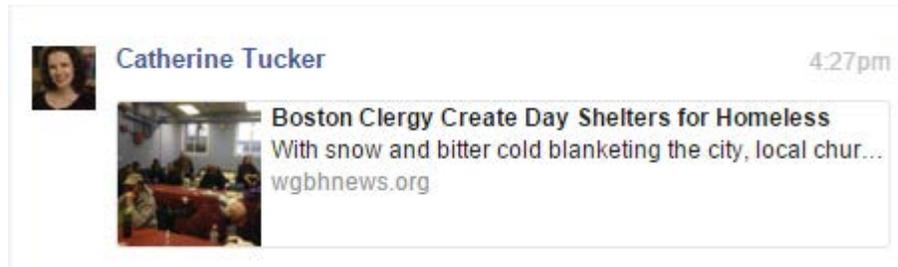 Catherine Tucker
4:27pm
Boston Clergy Create Day Shelters for Homeless
With snow and bitter cold blanketing the city, local chur...
wgbhnews.org